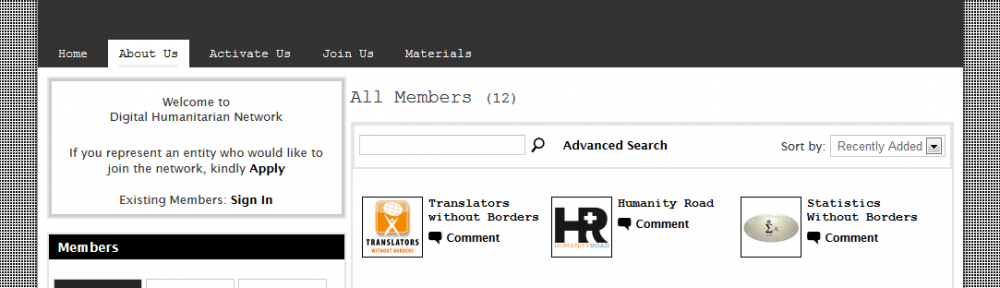 Home About Us Activate Us Join Us Materials
Welcome to
Digital Humanitarian Network
If you represent an entity who would like to
join the network, kindly Apply
Existing Members: Sign In
Members
All Members (12)
Advanced Search
Sort by: Recently Added
TRANSLATORS
WITHOUT BORDERS
Translators
without Borders
Comment
HR
HUMANITYROAD
Humanity Road
Comment
Statistics
Without Borders
Comment